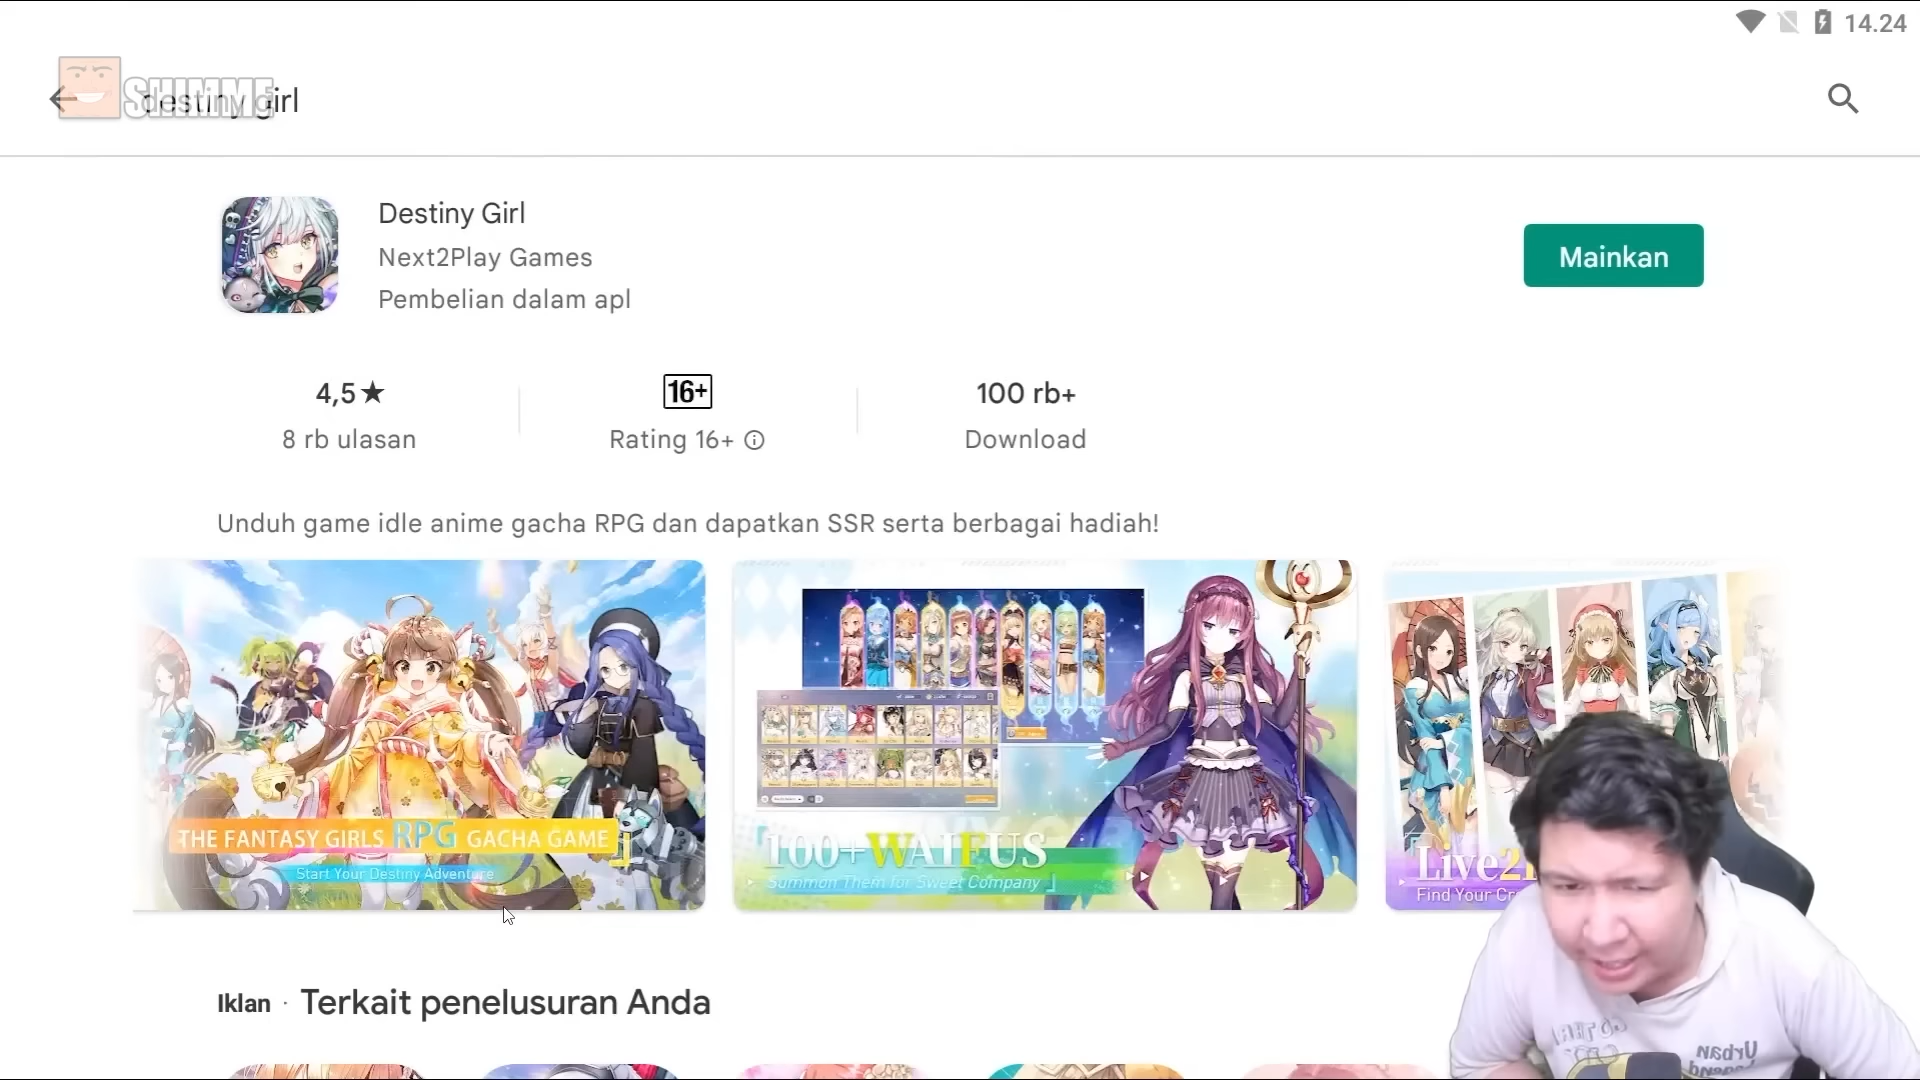 14.24
SHINIME
destiny girl
Destiny Girl
Next2Play Games
Pembelian dalam apl
Mainkan
4,5★
8 rb ulasan
16+
Rating 16+
100 rb+
Download
Unduh game idle anime gacha RPG dan dapatkan SSR serta berbagai hadiah!
THE FANTASY GIRLS RPG GACHA GAME
Start Your Destiny Adventure
100+WAIFUS
Summon Them for Sweet Company
Live2
Find Your
Iklan · Terkait penelusuran Anda
Urban